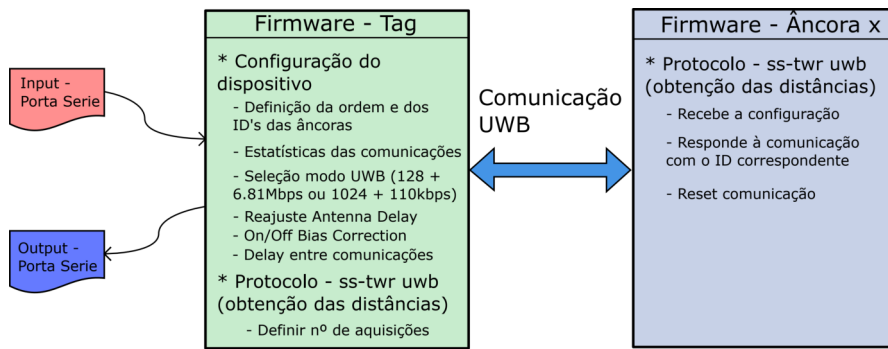 Input -
Porta Serie
Output -
Porta Serie
Firmware - Tag
* Configuração do
dispositivo
- Definição da ordem e dos
ID's das âncoras
- Estatísticas das comunicações
- Seleção modo UWB (128 +
6.81Mbps ou 1024 + 110kbps)
- Reajuste Antenna Delay
- On/Off Bias Correction
- Delay entre comunicações
* Protocolo - ss-twr uwb
(obtenção das distâncias)
- Definir nº de aquisições
Comunicação
UWB
Firmware - Âncora x
* Protocolo - ss-twr uwb
(obtenção das distâncias)
- Recebe a configuração
- Responde à comunicação
com o ID correspondente
- Reset comunicação